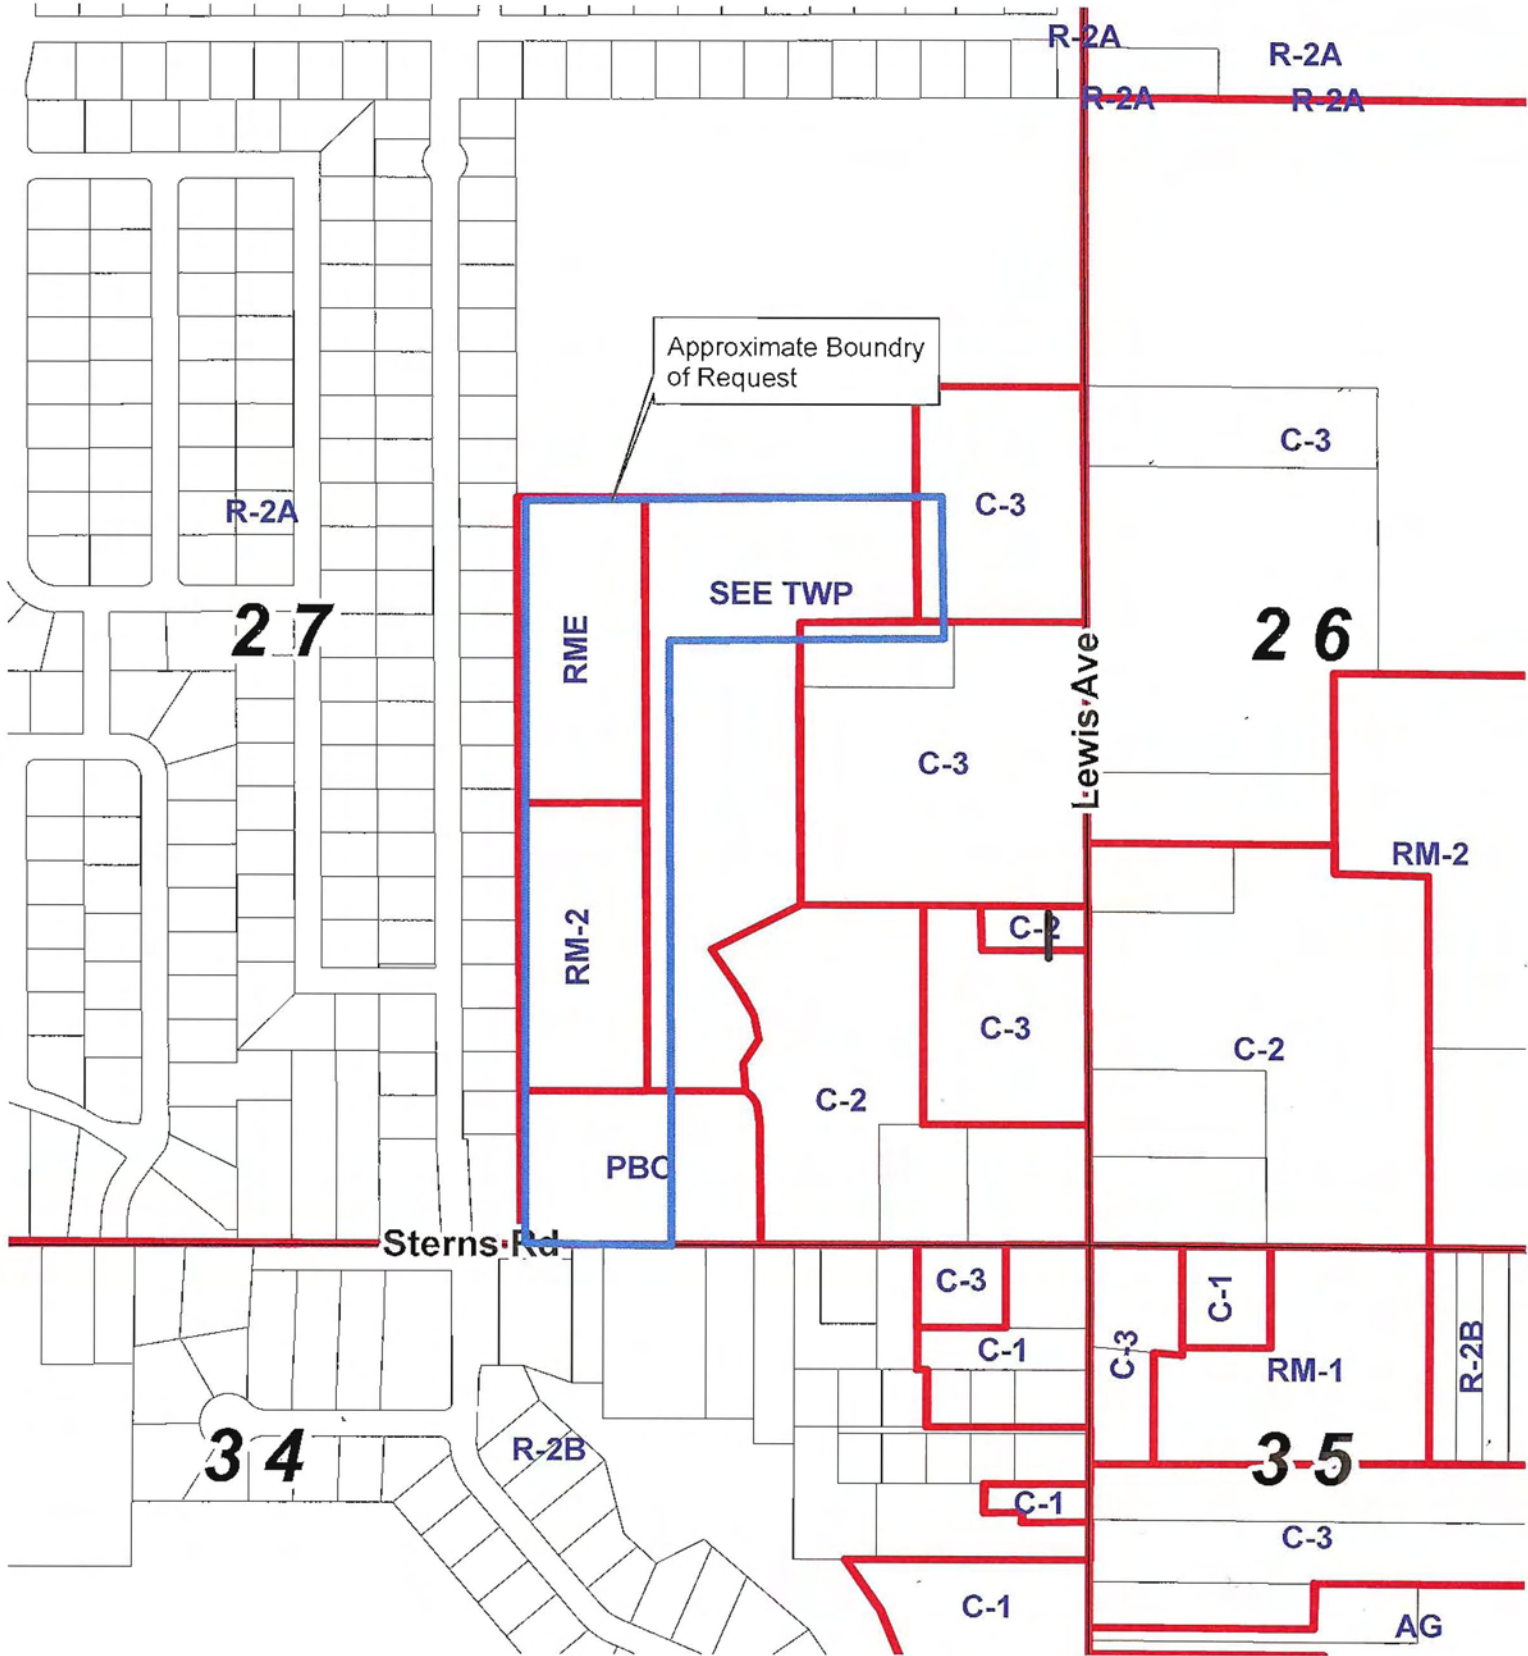 R-2A
R-2A
R-2A
R-2A
Approximate Boundry
of Request
C-3
C-3
R-2A
SEE TWP
27
RME
26
Lewis Ave
C-3
RM-2
C-2
RM-2
C-3
C-2
C-2
PBO
Sterns Rd
C-3
C-1
C-1
C-3
RM-1
R-2B
R-2B
34
35
C-1
C-3
C-1
AG